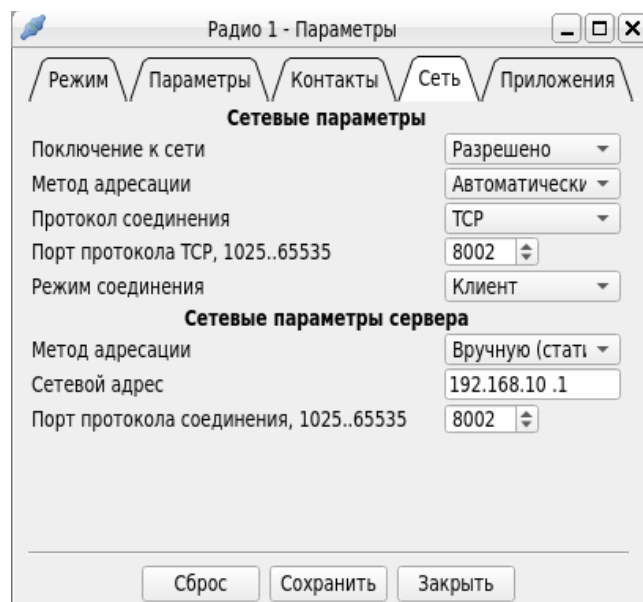 Радио 1 - Параметры
Режим Параметры Контакты Сеть Приложения
Сетевые параметры
Поключение к сети Разрешено
Метод адресации Автоматически
Протокол соединения TCP
Порт протокола TCP, 1025..65535 8002
Режим соединения Клиент
Сетевые параметры сервера
Метод адресации Вручную (стати
Сетевой адрес 192.168.10 .1
Порт протокола соединения, 1025..65535 8002
Сброс Сохранить Закрыть